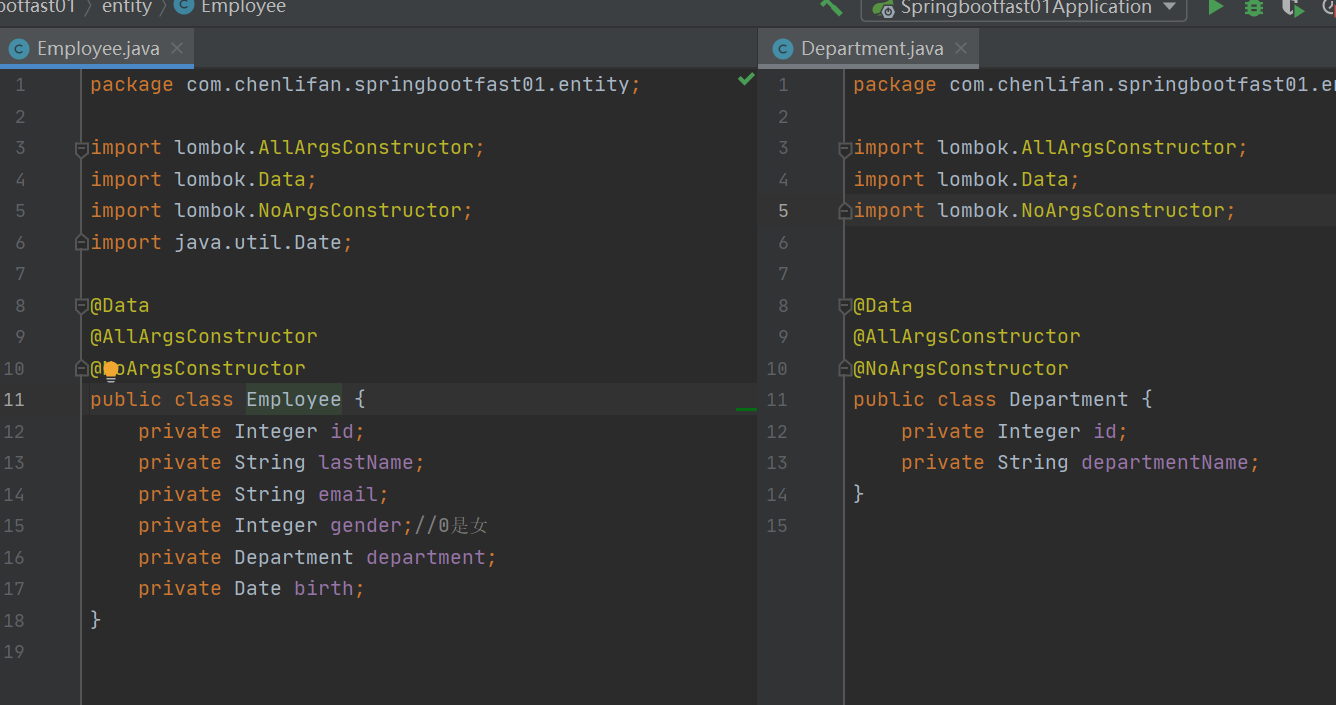 entity
Employee
Springbootfast01Application
Employee.java
1 package com.chenlifan.springbootfast01.entity;
2
3 import lombok.AllArgsConstructor;
4 import lombok.Data;
5 import lombok.NoArgsConstructor;
6 import java.util.Date;
7
8 @Data
9 @AllArgsConstructor
10 @NoArgsConstructor
11 public class Employee {
12 private Integer id;
13 private String lastName;
14 private String email;
15 private Integer gender;//0是女
16 private Department department;
17 private Date birth;
18 }
19
Department.java
1 package com.chenlifan.springbootfast01.
2
3 import lombok.AllArgsConstructor;
4 import lombok.Data;
5 import lombok.NoArgsConstructor;
6
7
8 @Data
9 @AllArgsConstructor
10 @NoArgsConstructor
11 public class Department {
12 private Integer id;
13 private String departmentName;
14 }
15